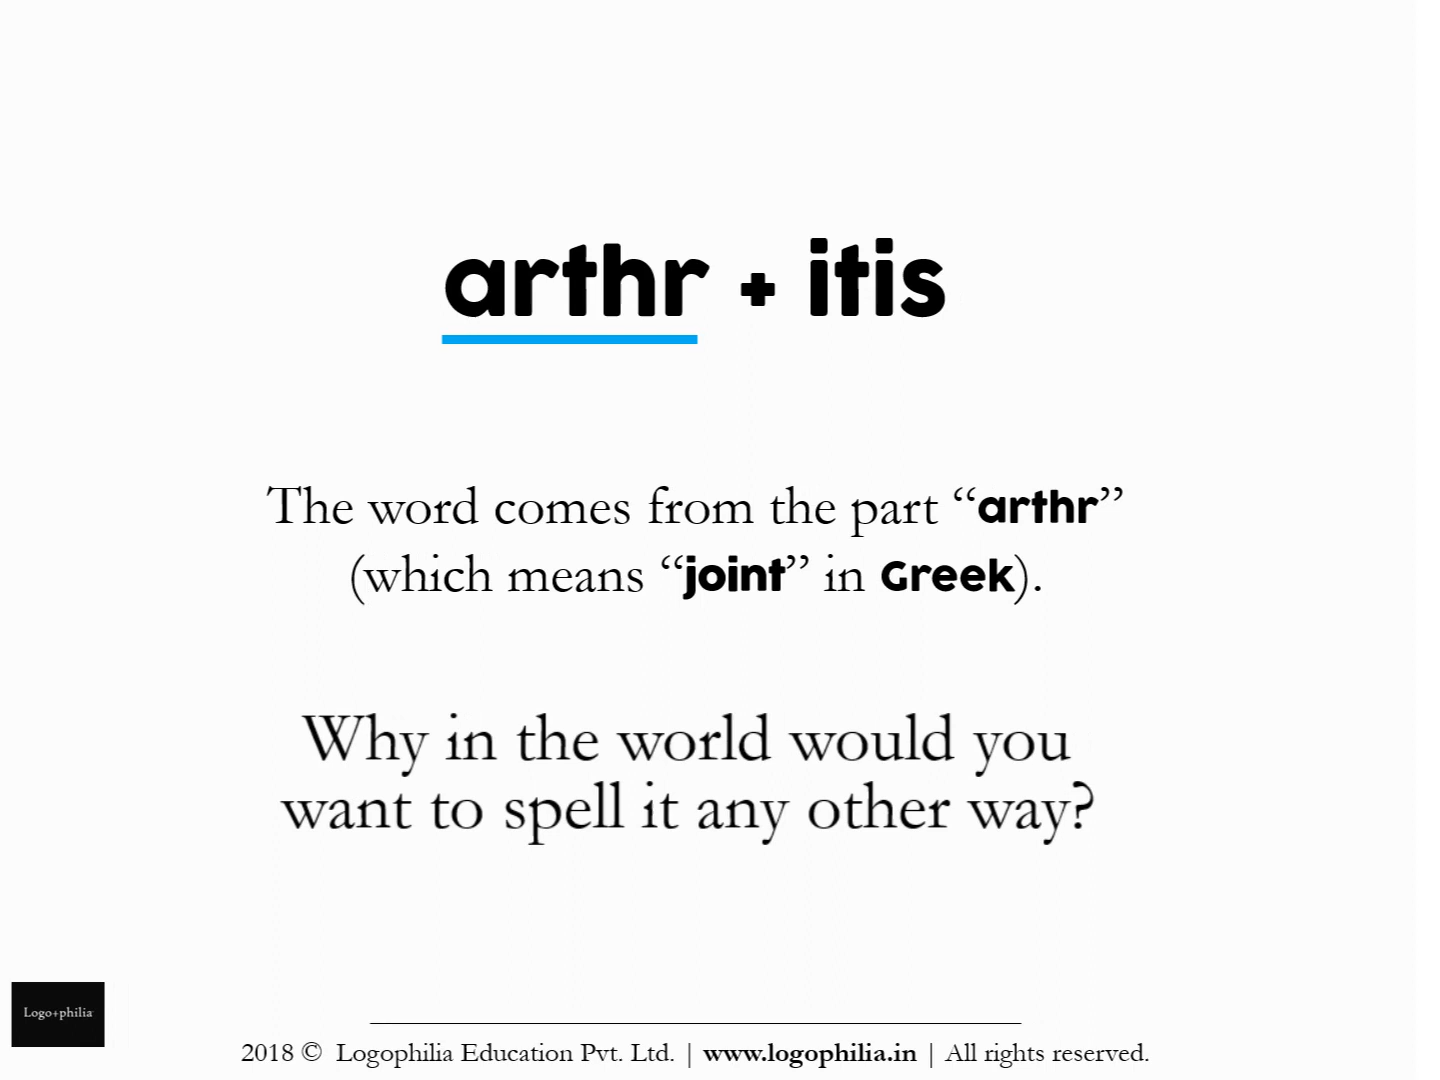 arthr + itis
The word comes from the part “arthr”
(which means “joint” in Greek).
Why in the world would you
want to spell it any other way?
Logo+philia
2018 © Logophilia Education Pvt. Ltd. | www.logophilia.in | All rights reserved.